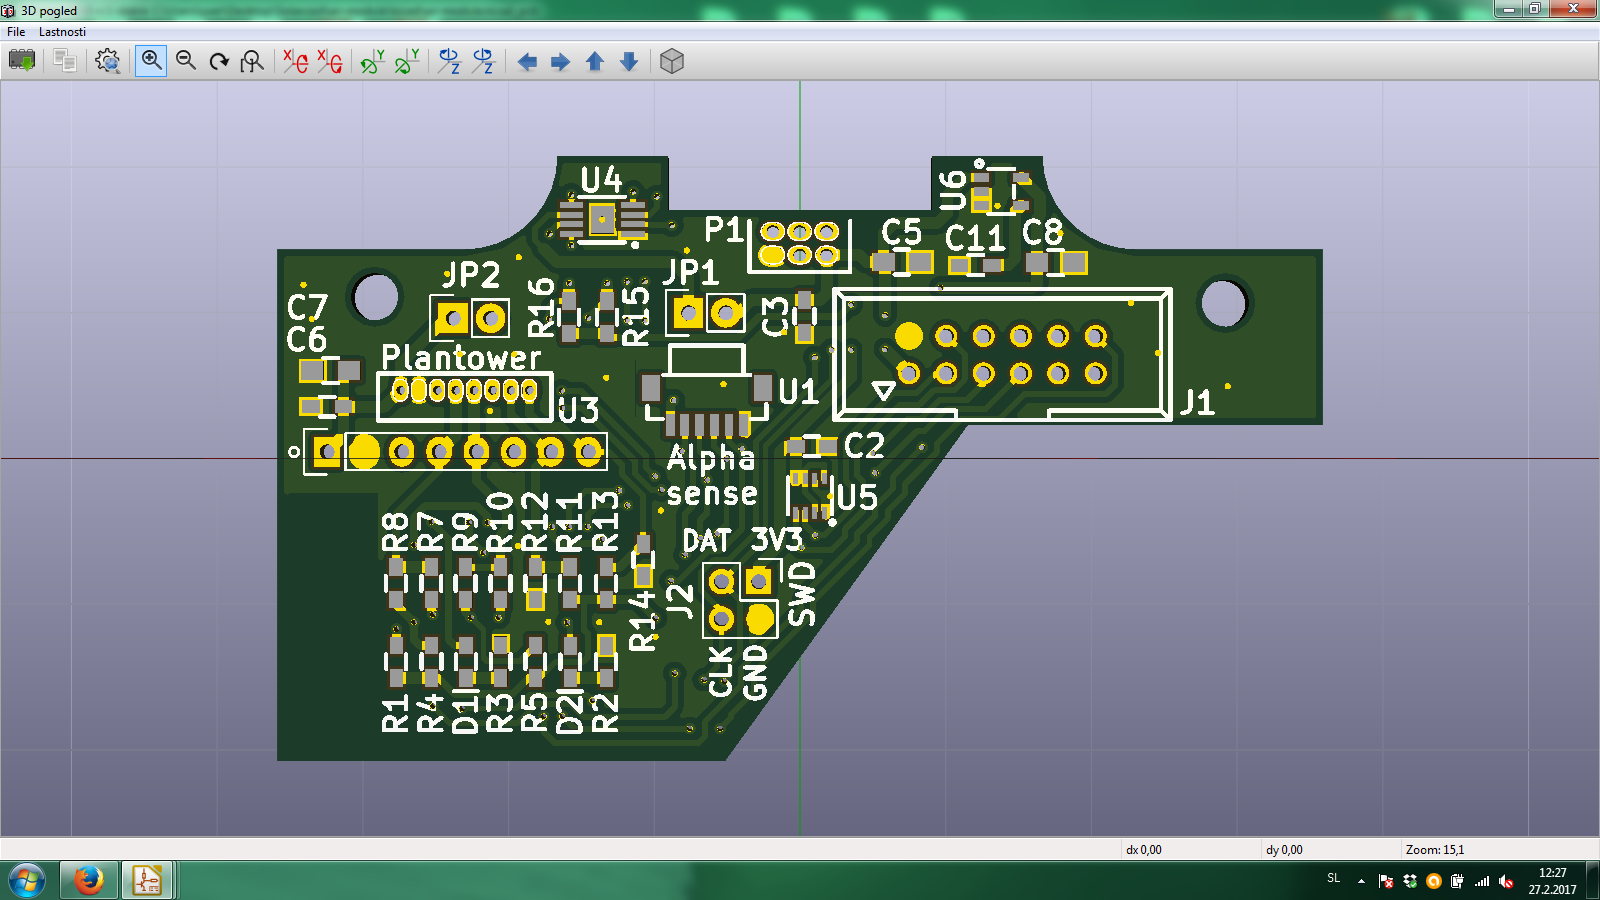 3D pogled
File Lastnosti
X X Y Y Z Z
U4
U6
P1
C5
C11
C8
JP2
JP1
R16
R15
C3
C7
C6
Plantower
U1
J1
U3
Alpha
sense
C2
U5
R8
R7
R9
R10
R12
R11
R13
DAT
3V3
R14
J2
SWD
CLK
GND
R1
R4
D1
R3
R5
D2
R2
dx 0,00
dy 0,00
Zoom: 15,1
SL
12:27
27.2.2017